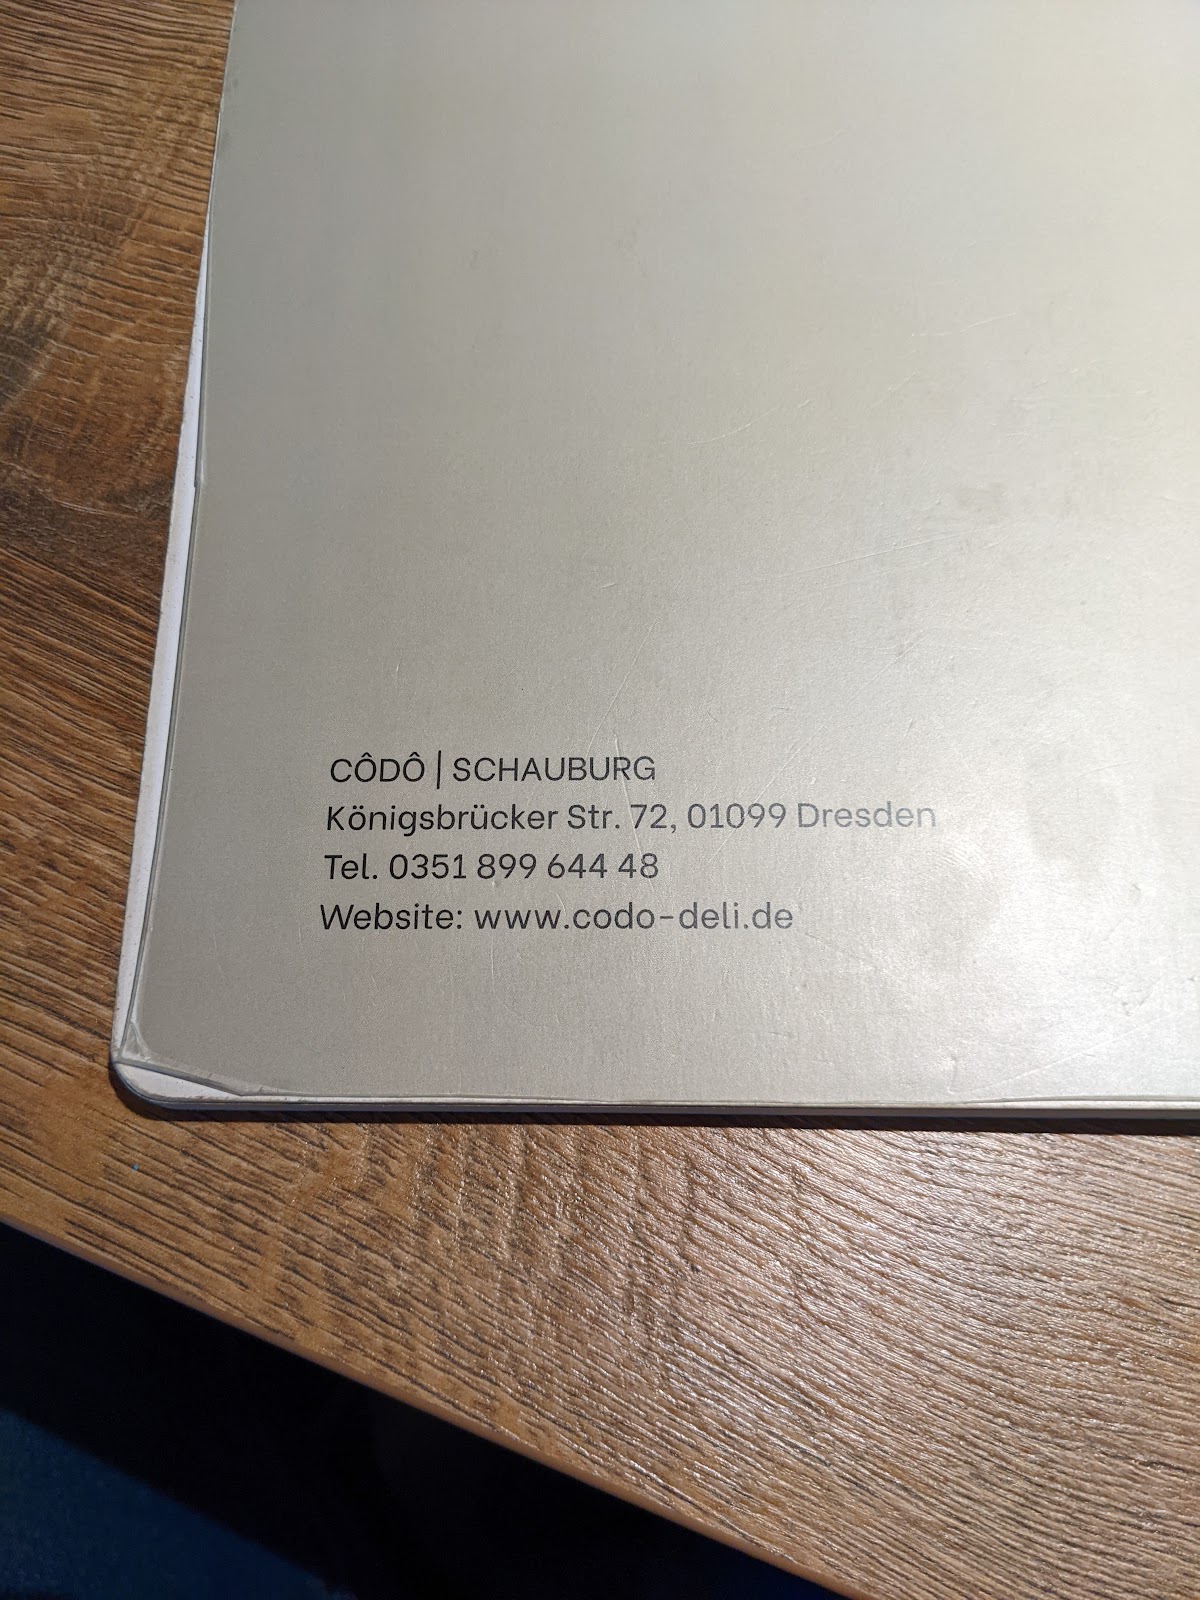 CÔDÔ | SCHAUBURG
Königsbrücker Str. 72, 01099 Dresden
Tel. 0351 899 644 48
Website: www.codo-deli.de